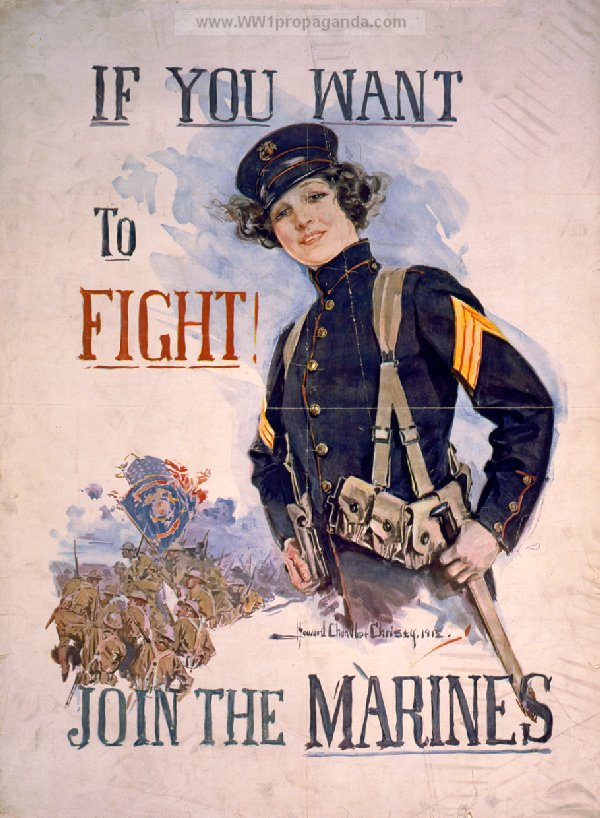 www.WW1propaganda.com
IF YOU WANT
To
FIGHT!
Howard Chandler Christy. 1915.
JOIN THE MARINES